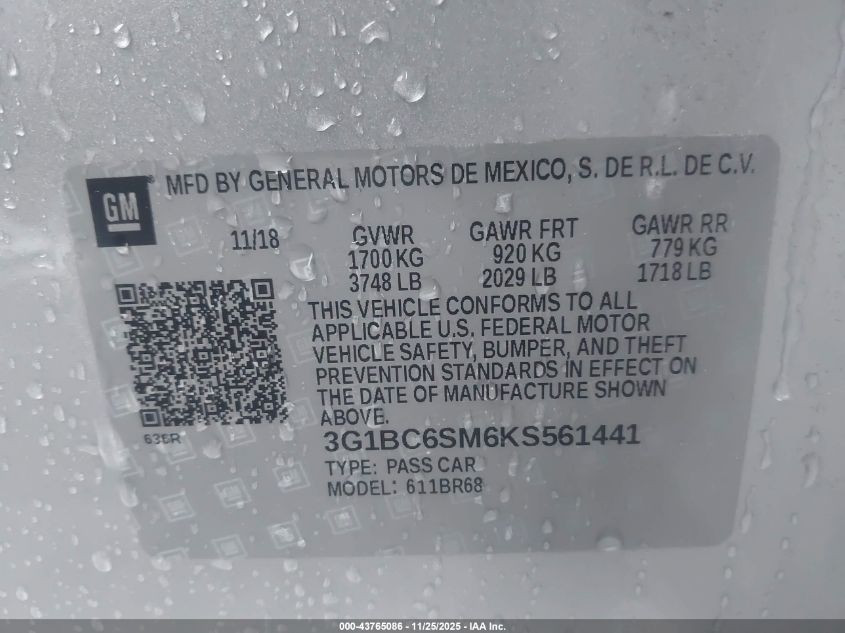 GM® MFD BY GENERAL MOTORS DE MEXICO, S. DE R.L. DE C.V.
11/18 GVWR GAWR FRT GAWR RR
1700 KG 920 KG 779 KG
3748 LB 2029 LB 1718 LB
THIS VEHICLE CONFORMS TO ALL
APPLICABLE U.S. FEDERAL MOTOR
VEHICLE SAFETY, BUMPER, AND THEFT
PREVENTION STANDARDS IN EFFECT ON
THE DATE OF MANUFACTURE SHOWN
ABOVE.
3G1BC6SM6KS561441
TYPE: PASS CAR
MODEL: 611BR68
000-43765086 - 11/25/2025 - IAA Inc.